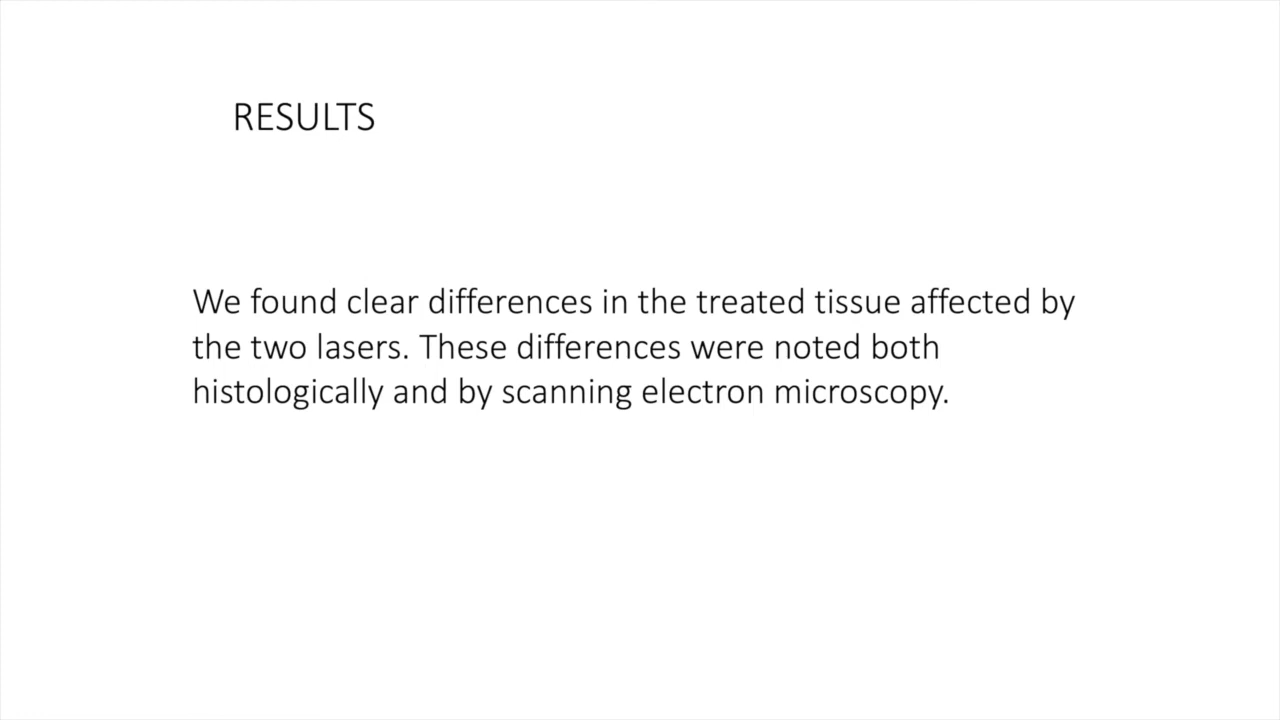 RESULTS
We found clear differences in the treated tissue affected by
the two lasers. These differences were noted both
histologically and by scanning electron microscopy.